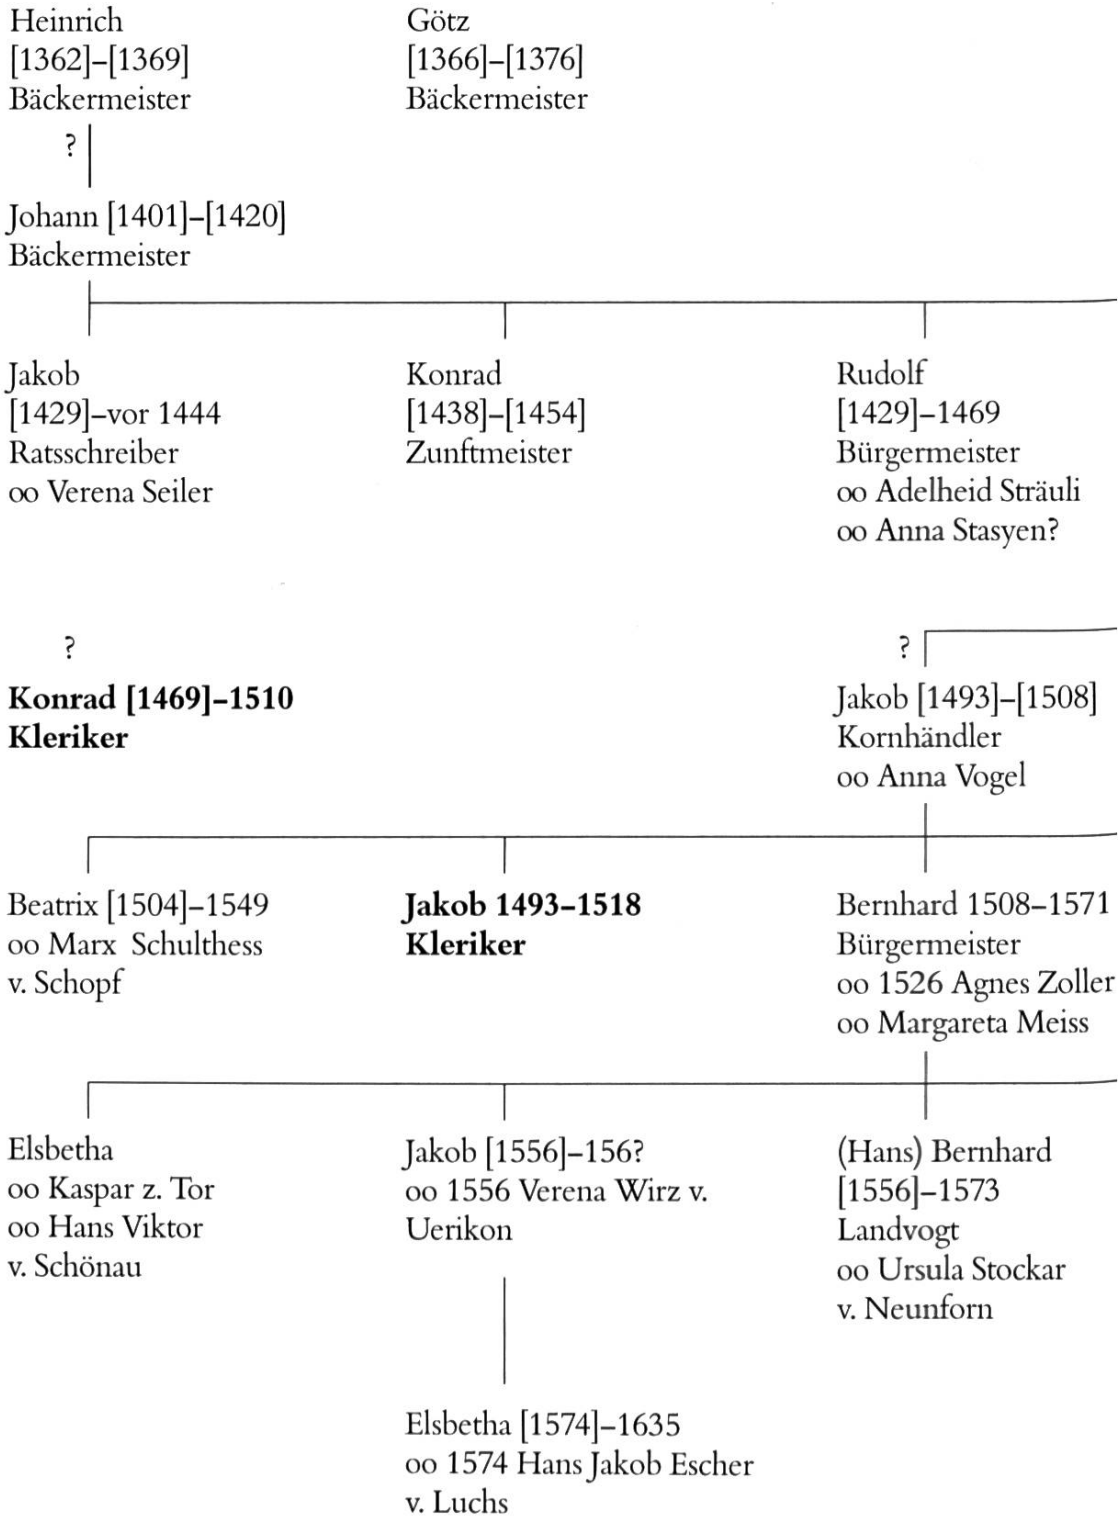 Heinrich
[1362]–[1369]
Bäckermeister
Götz
[1366]–[1376]
Bäckermeister
?
Johann [1401]–[1420]
Bäckermeister
Jakob
[1429]–vor 1444
Ratsschreiber
oo Verena Seiler
Konrad
[1438]–[1454]
Zunftmeister
Rudolf
[1429]–1469
Bürgermeister
oo Adelheid Sträuli
oo Anna Stasyen?
?
Konrad [1469]–1510
Kleriker
?
Jakob [1493]–[1508]
Kornhändler
oo Anna Vogel
Beatrix [1504]–1549
oo Marx Schulthess
v. Schopf
Jakob 1493–1518
Kleriker
Bernhard 1508–1571
Bürgermeister
oo 1526 Agnes Zoller
oo Margareta Meiss
Elsbetha
oo Kaspar z. Tor
oo Hans Viktor
v. Schönau
Jakob [1556]–156?
oo 1556 Verena Wirz v.
Uerikon
(Hans) Bernhard
[1556]–1573
Landvogt
oo Ursula Stockar
v. Neunforn
Elsbetha [1574]–1635
oo 1574 Hans Jakob Escher
v. Luchs